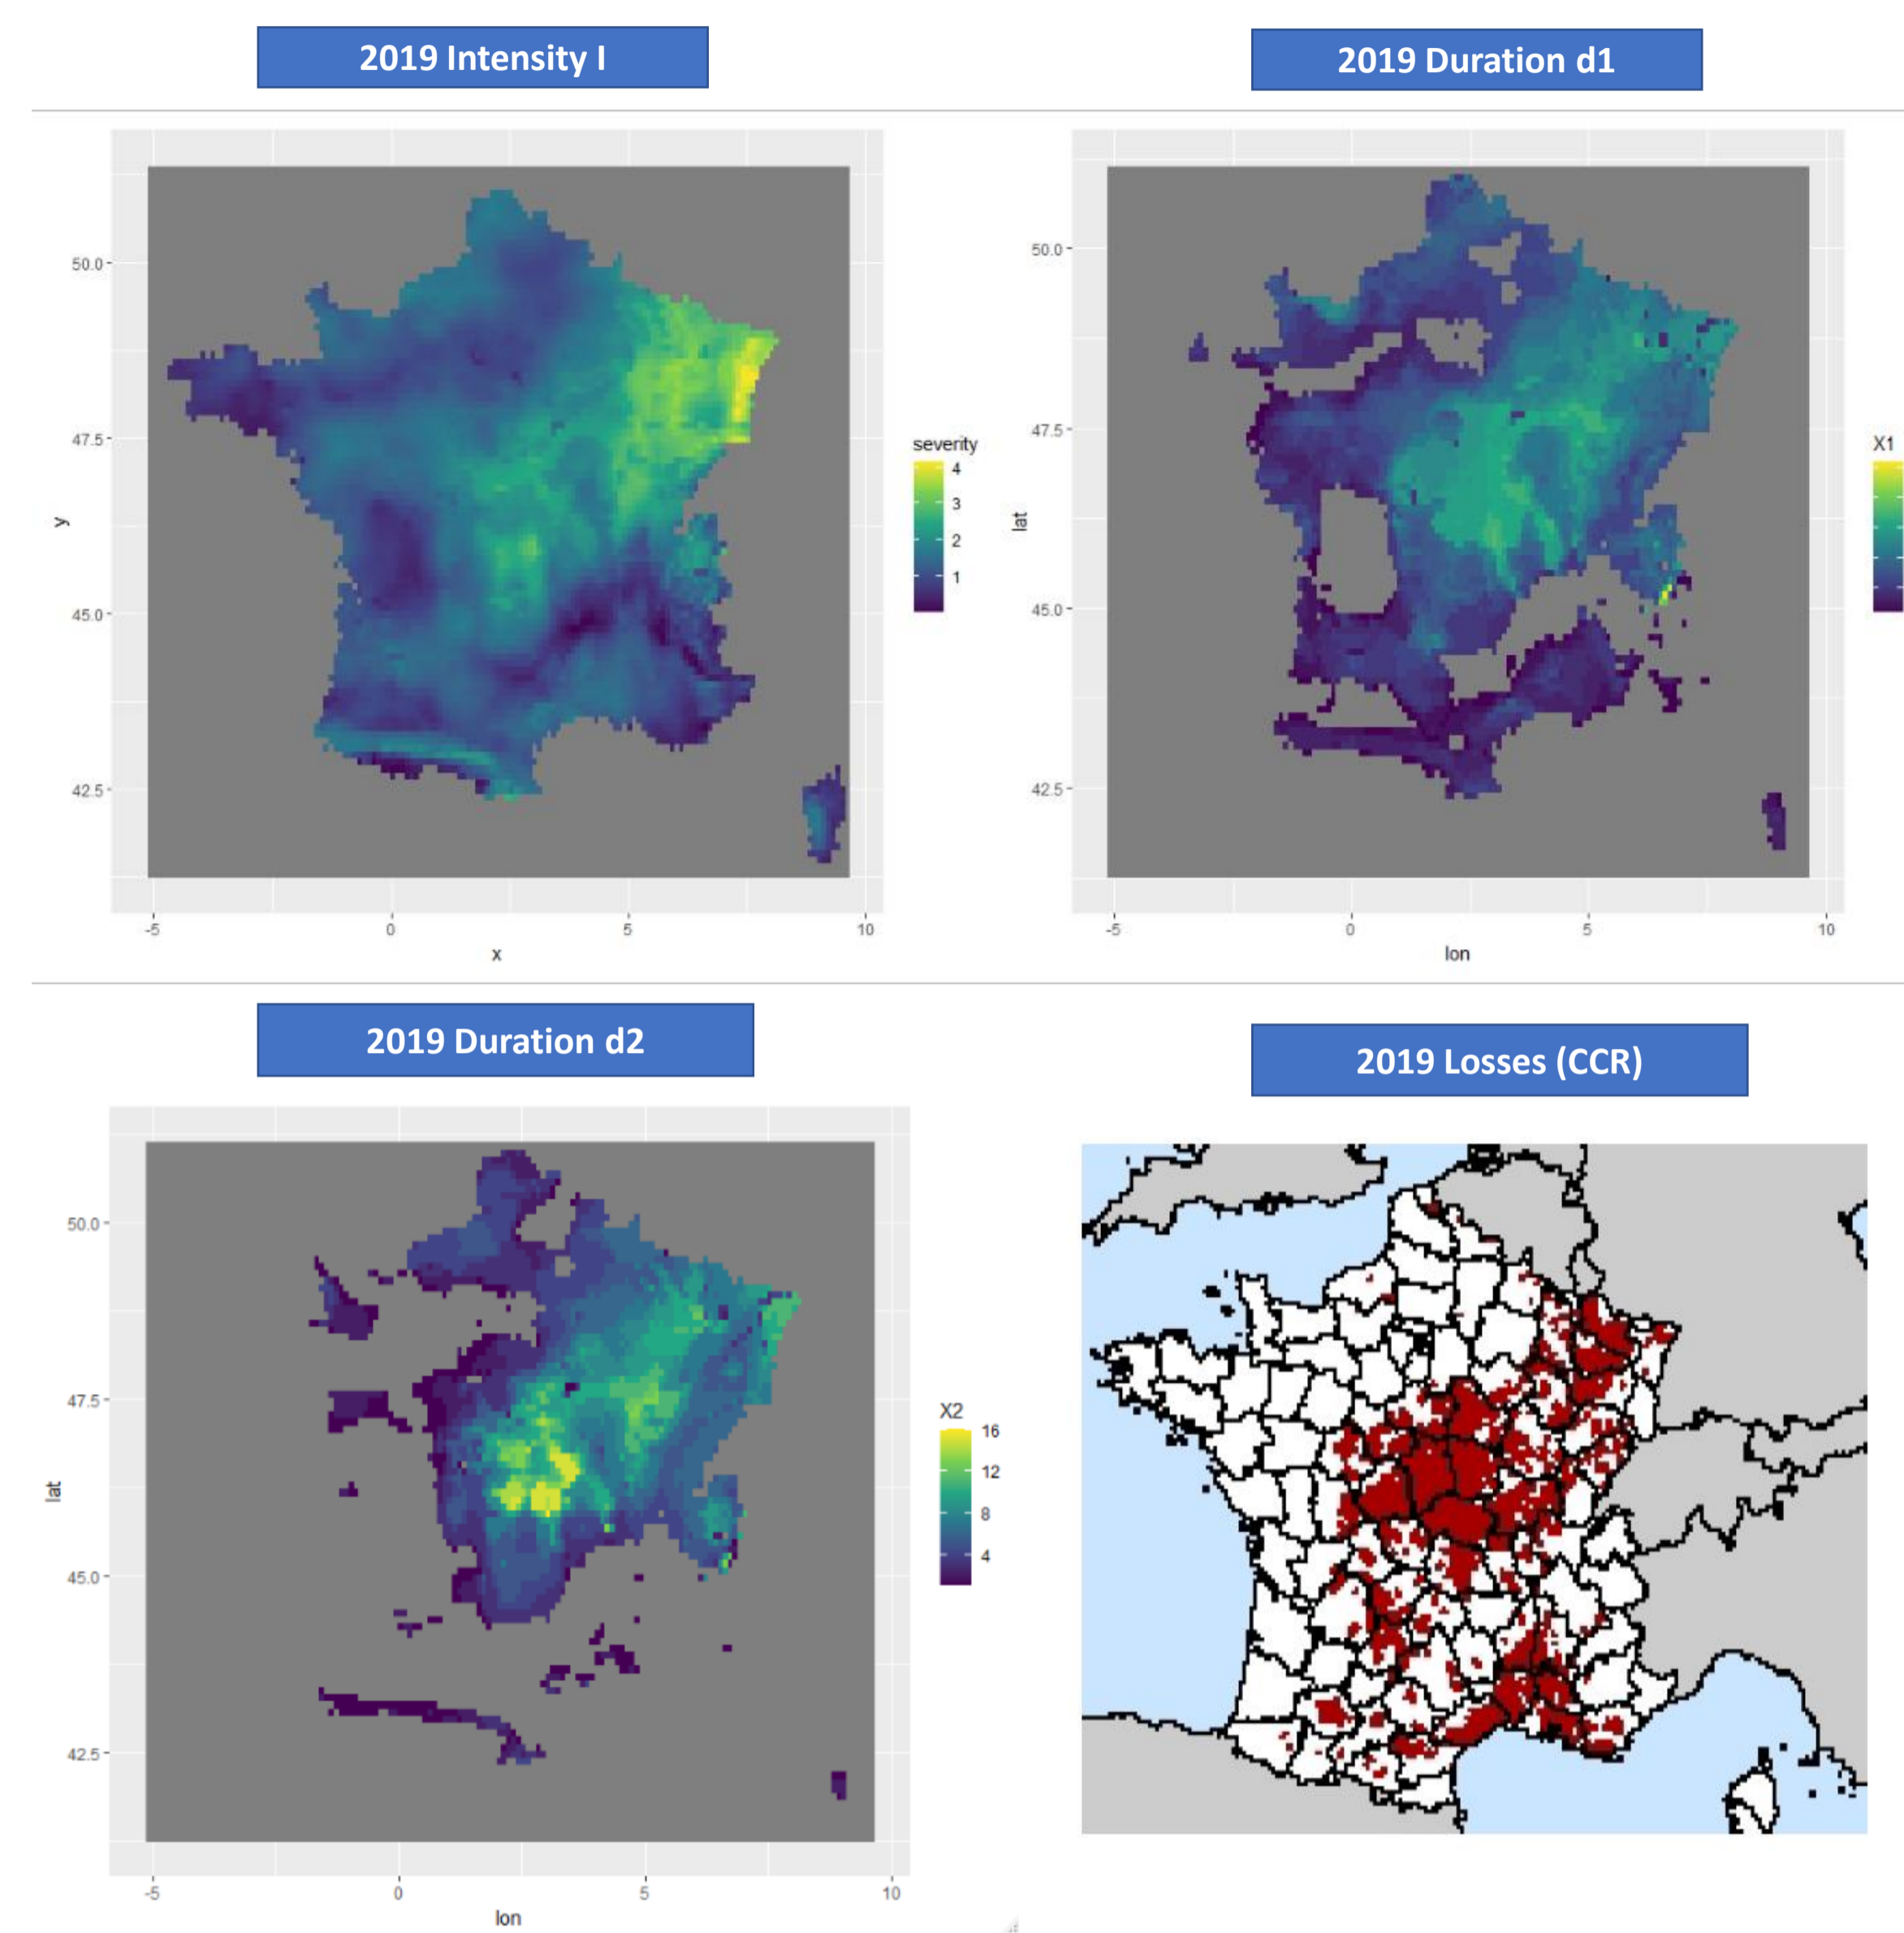 2019 Intensity I
2019 Duration d1
50.0
47.5
45.0
42.5
y
-5
0
5
10
x
severity
4
3
2
1
50.0
47.5
45.0
42.5
lat
-5
0
5
10
lon
X1
2019 Duration d2
2019 Losses (CCR)
50.0
47.5
45.0
42.5
lat
-5
0
5
10
lon
X2
16
12
8
4